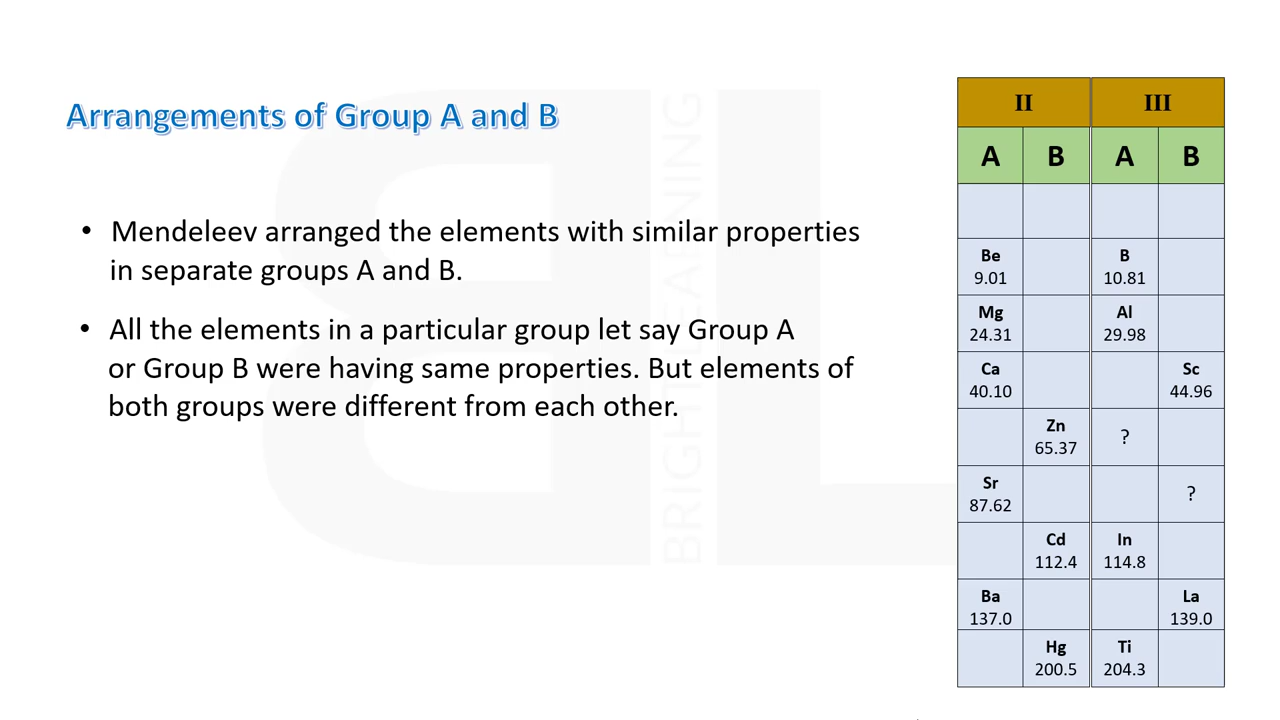 Arrangements of Group A and B
• Mendeleev arranged the elements with similar properties
in separate groups A and B.
• All the elements in a particular group let say Group A
or Group B were having same properties. But elements of
both groups were different from each other.
BRIGHT LEARNING
II III
A B A B
Be B
9.01 10.81
Mg Al
24.31 29.98
Ca Sc
40.10 44.96
Zn ?
65.37
Sr ?
87.62
Cd In
112.4 114.8
Ba La
137.0 139.0
Hg Ti
200.5 204.3